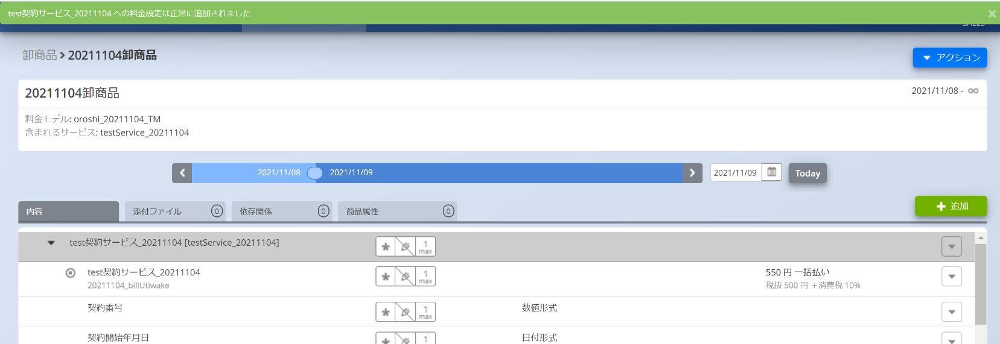 test契約サービス_20211104 への料金設定は正常に追加されました
卸商品 > 20211104卸商品
アクション
20211104卸商品
2021/11/08 - ∞
料金モデル: oroshi_20211104_TM
含まれるサービス: testService_20211104
2021/11/08 2021/11/09 2021/11/09 Today
内容 添付ファイル 0 依存関係 0 商品属性 0
追加
test契約サービス_20211104 [testService_20211104] 1 max
test契約サービス_20211104 1 max 550 円 一括払い
20211104_billUtiwake 税抜 500 円 +消費税 10%
契約番号 1 max 数値形式
契約開始年月日 1 日付形式